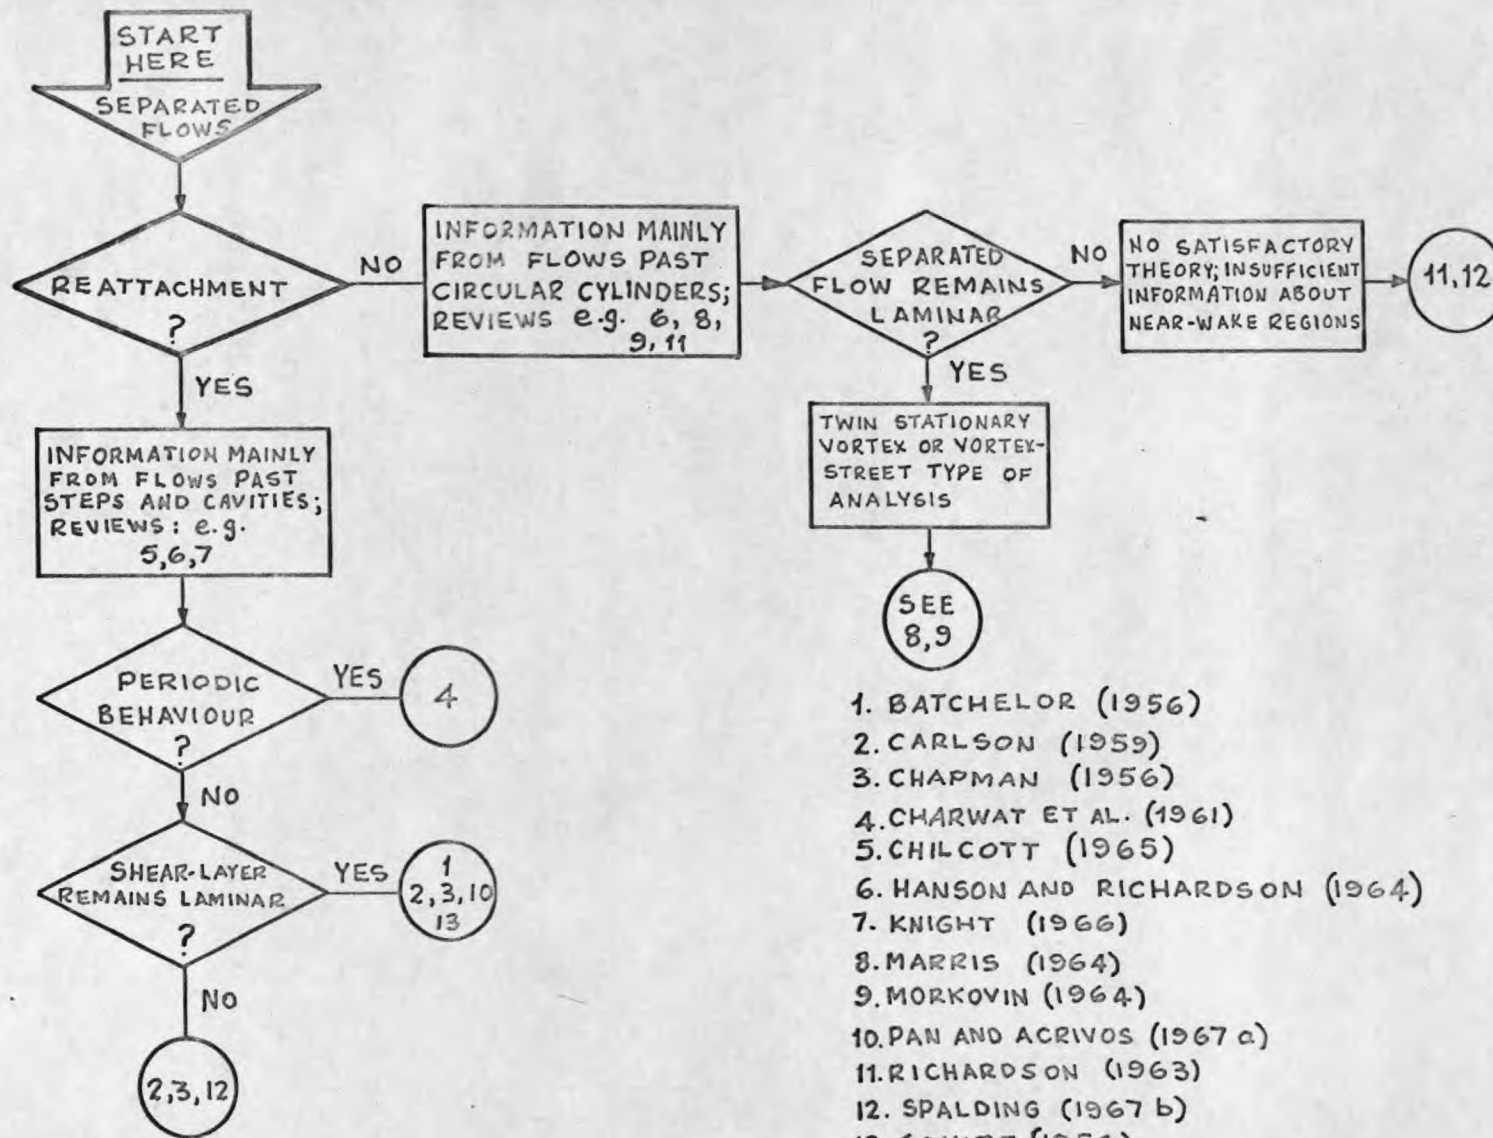 START
HERE
SEPARATED
FLOWS
REATTACHMENT
?
NO
INFORMATION MAINLY
FROM FLOWS PAST
CIRCULAR CYLINDERS;
REVIEWS e.g. 6, 8,
9, 11
SEPARATED
FLOW REMAINS
LAMINAR
?
NO
NO SATISFACTORY
THEORY; INSUFFICIENT
INFORMATION ABOUT
NEAR-WAKE REGIONS
11,12
YES
TWIN STATIONARY
VORTEX OR VORTEX-
STREET TYPE OF
ANALYSIS
SEE
8,9
YES
INFORMATION MAINLY
FROM FLOWS PAST
STEPS AND CAVITIES;
REVIEWS: e.g.
5,6,7
PERIODIC
BEHAVIOUR
?
YES
4
NO
SHEAR-LAYER
REMAINS LAMINAR
?
YES
1
2,3,10
13
NO
2,3,12
1. BATCHELOR (1956)
2. CARLSON (1959)
3. CHAPMAN (1956)
4. CHARWAT ET AL. (1961)
5. CHILCOTT (1965)
6. HANSON AND RICHARDSON (1964)
7. KNIGHT (1966)
8. MARRIS (1964)
9. MORKOVIN (1964)
10. PAN AND ACRIVOS (1967 a)
11. RICHARDSON (1963)
12. SPALDING (1967 b)